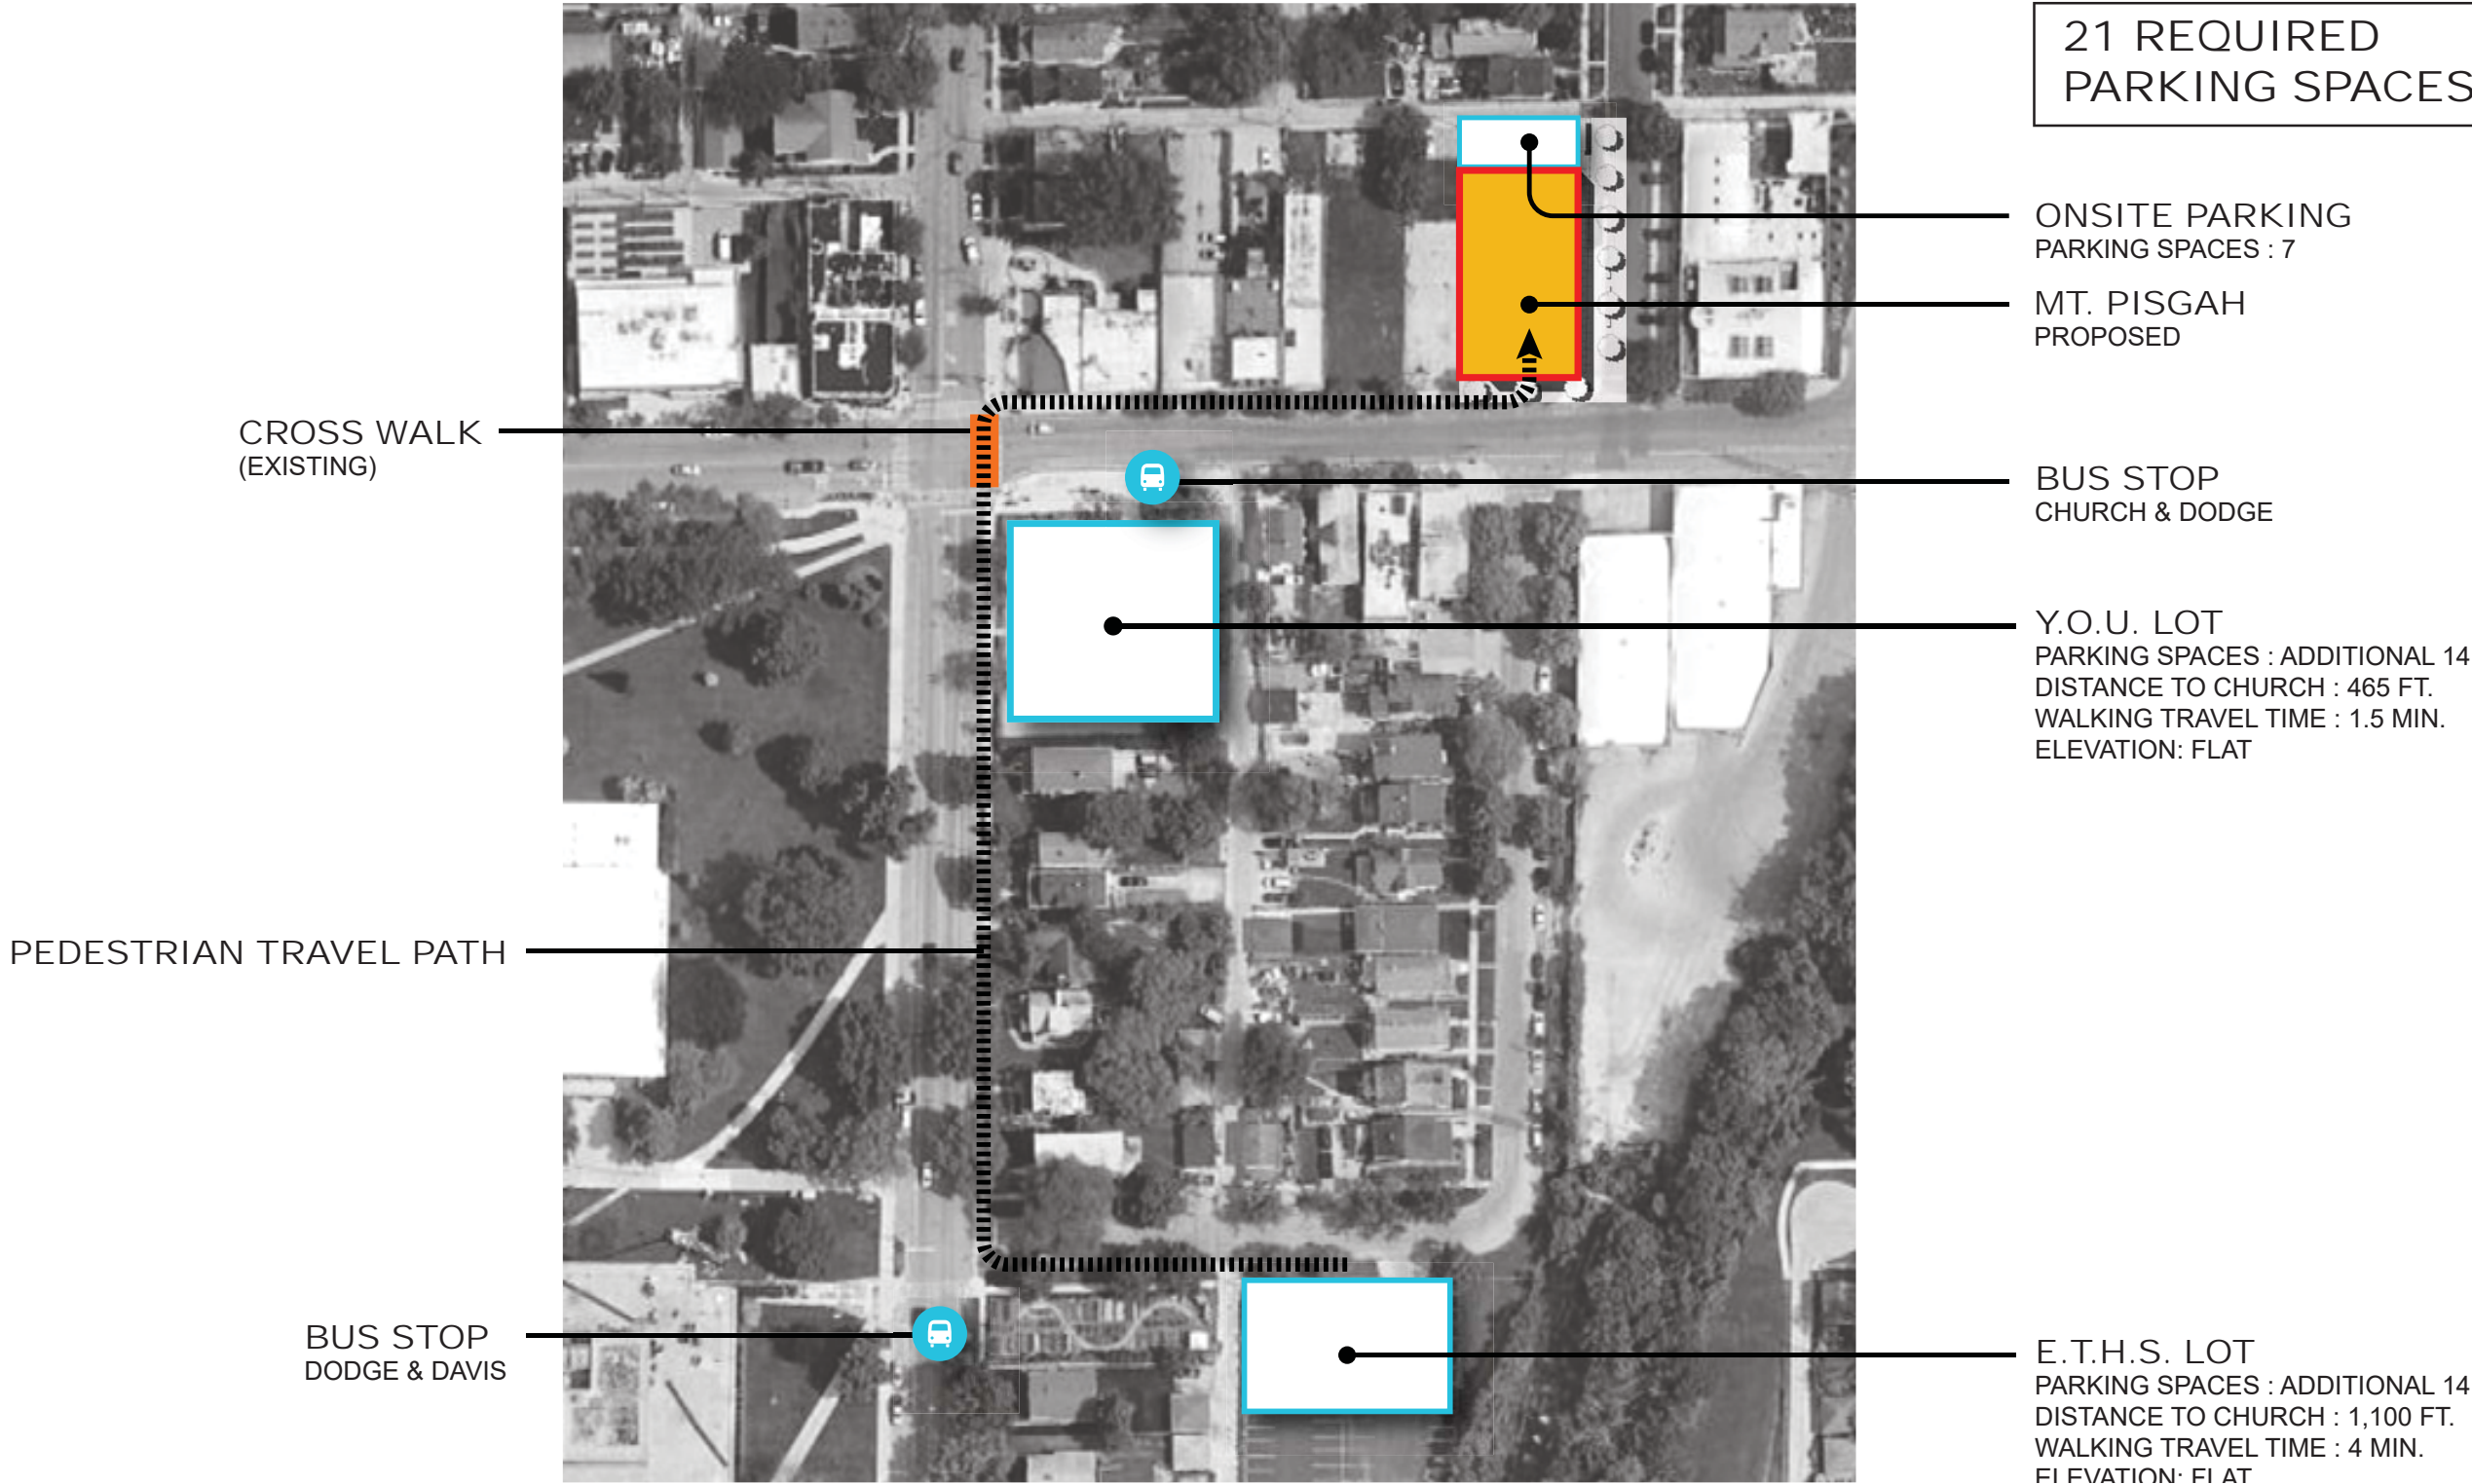 21 REQUIRED
PARKING SPACES
ONSITE PARKING
PARKING SPACES : 7
MT. PISGAH
PROPOSED
CROSS WALK
(EXISTING)
BUS STOP
CHURCH & DODGE
Y.O.U. LOT
PARKING SPACES : ADDITIONAL 14
DISTANCE TO CHURCH : 465 FT.
WALKING TRAVEL TIME : 1.5 MIN.
ELEVATION: FLAT
PEDESTRIAN TRAVEL PATH
BUS STOP
DODGE & DAVIS
E.T.H.S. LOT
PARKING SPACES : ADDITIONAL 14
DISTANCE TO CHURCH : 1,100 FT.
WALKING TRAVEL TIME : 4 MIN.
ELEVATION: FLAT